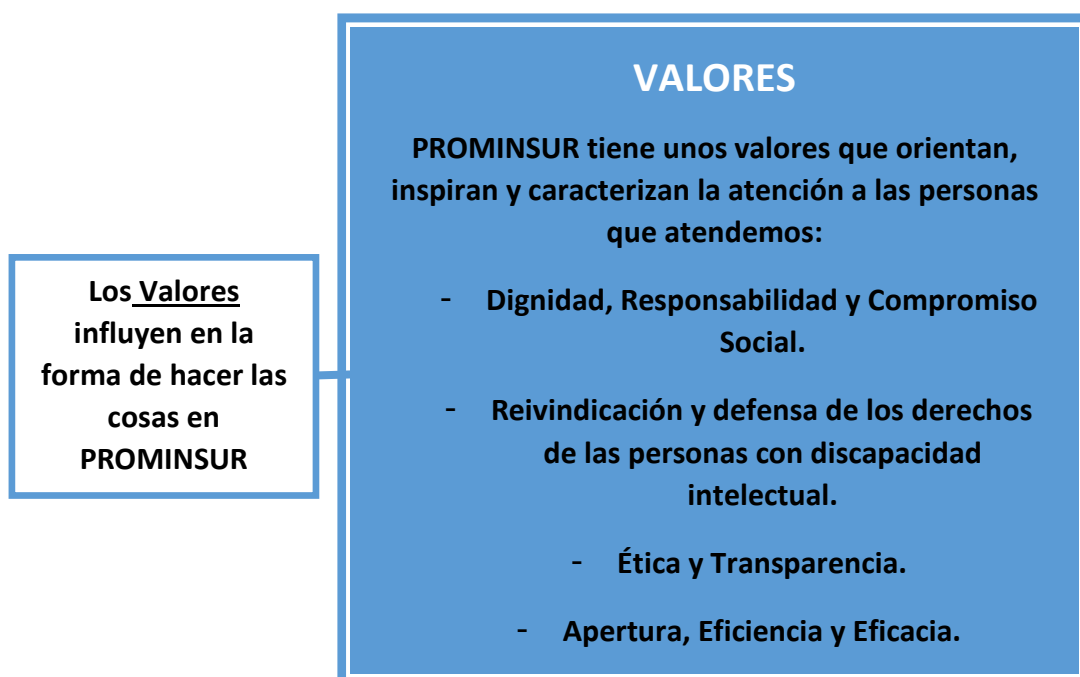 Los Valores
influyen en la
forma de hacer las
cosas en
PROMINSUR
VALORES
PROMINSUR tiene unos valores que orientan,
inspiran y caracterizan la atención a las personas
que atendemos:
- Dignidad, Responsabilidad y Compromiso
Social.
- Reivindicación y defensa de los derechos
de las personas con discapacidad
intelectual.
- Ética y Transparencia.
- Apertura, Eficiencia y Eficacia.